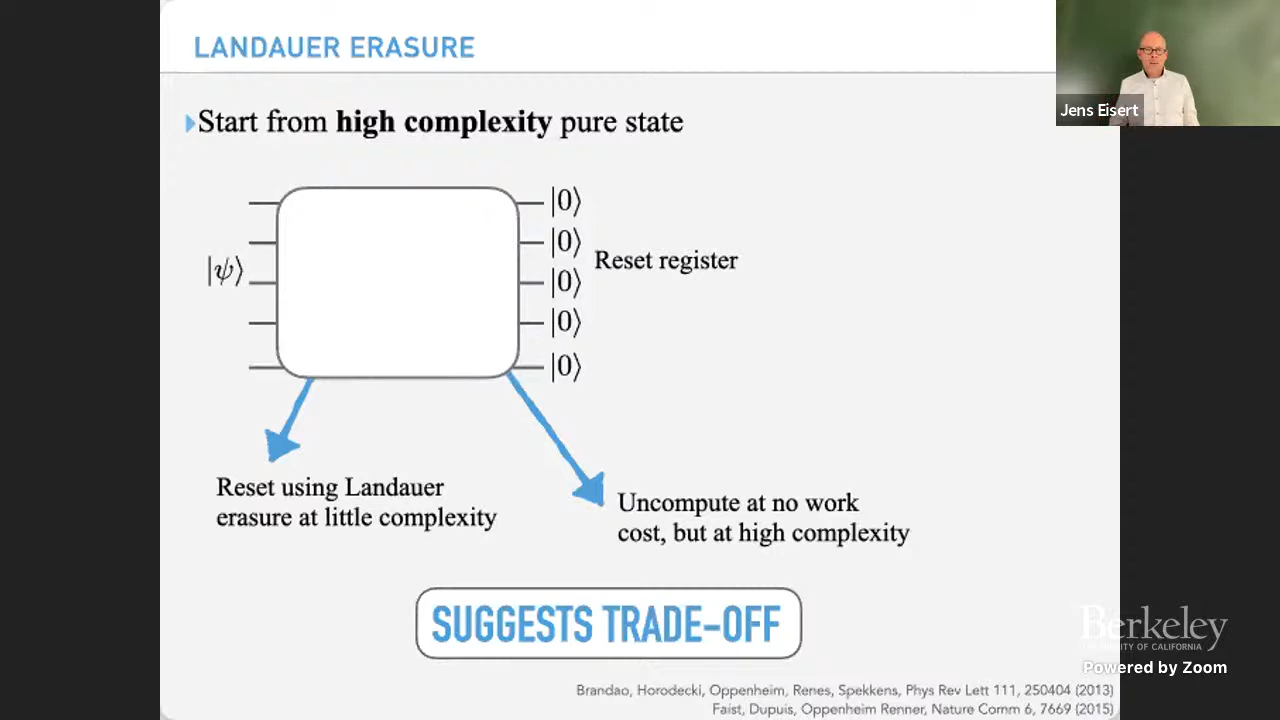 LANDAUER ERASURE
Jens Eisert
Start from high complexity pure state
|ψ⟩
|0⟩
|0⟩
|0⟩
|0⟩
|0⟩
Reset register
Reset using Landauer
erasure at little complexity
Uncompute at no work
cost, but at high complexity
SUGGESTS TRADE-OFF
Berkeley
UNIVERSITY OF CALIFORNIA
Powered by Zoom
Brandao, Horodecki, Oppenheim, Renes, Spekkens, Phys Rev Lett 111, 250404 (2013)
Faist, Dupuis, Oppenheim Renner, Nature Comm 6, 7669 (2015)